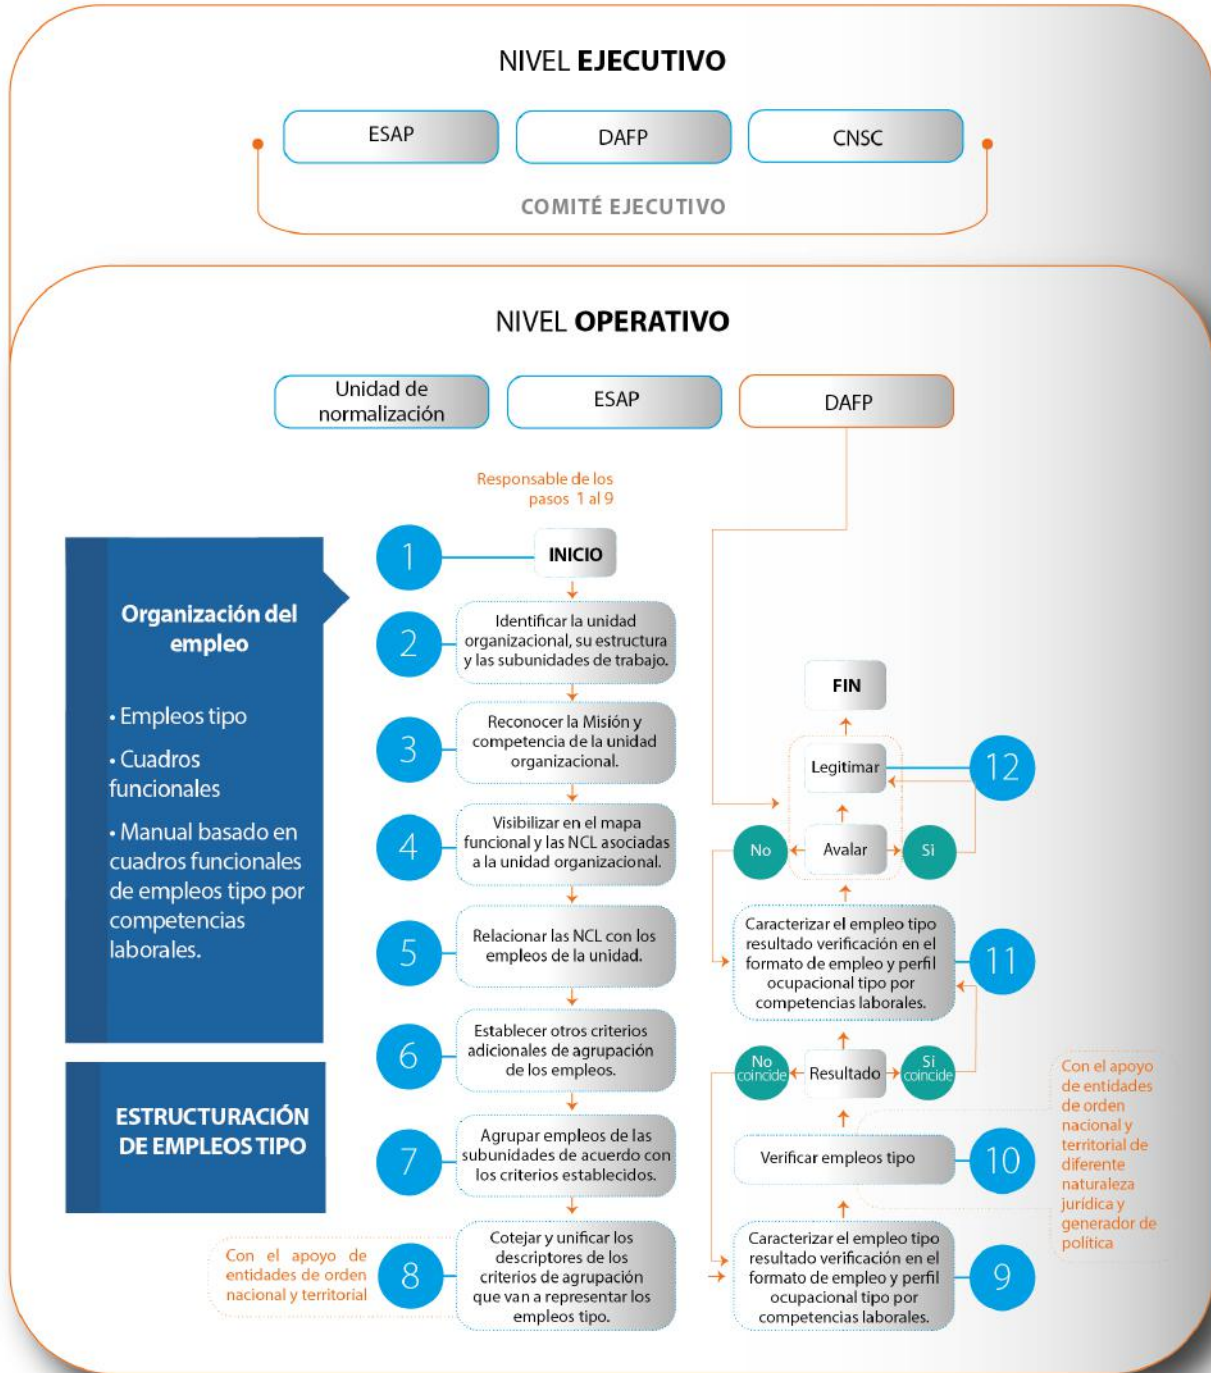 NIVEL EJECUTIVO
ESAP
DAFP
CNSC
COMITÉ EJECUTIVO
NIVEL OPERATIVO
Unidad de
normalización
ESAP
DAFP
Responsable de los
pasos 1 al 9
Organización del
empleo
• Empleos tipo
• Cuadros
funcionales
• Manual basado en
cuadros funcionales
de empleos tipo por
competencias
laborales.
ESTRUCTURACIÓN
DE EMPLEOS TIPO
1
INICIO
2
Identificar la unidad
organizacional, su estructura
y las subunidades de trabajo.
3
Reconocer la Misión y
competencia de la unidad
organizacional.
4
Visibilizar en el mapa
funcional y las NCL asociadas
a la unidad organizacional.
5
Relacionar las NCL con los
empleos de la unidad.
6
Establecer otros criterios
adicionales de agrupación
de los empleos.
7
Agrupar empleos de las
subunidades de acuerdo con
los criterios establecidos.
Con el apoyo de
entidades de orden
nacional y territorial
8
Cotejar y unificar los
descriptores de los
criterios de agrupación
que van a representar los
empleos tipo.
FIN
Legitimar
12
No
Avalar
Sí
Caracterizar el empleo tipo
resultado verificación en el
formato de empleo y perfil
ocupacional tipo por
competencias laborales.
11
No
coincide
Resultado
Sí
coincide
Verificar empleos tipo
10
Con el apoyo
de entidades
de orden
nacional y
territorial de
diferente
naturaleza
jurídica y
generador de
política
Caracterizar el empleo tipo
resultado verificación en el
formato de empleo y perfil
ocupacional tipo por
competencias laborales.
9